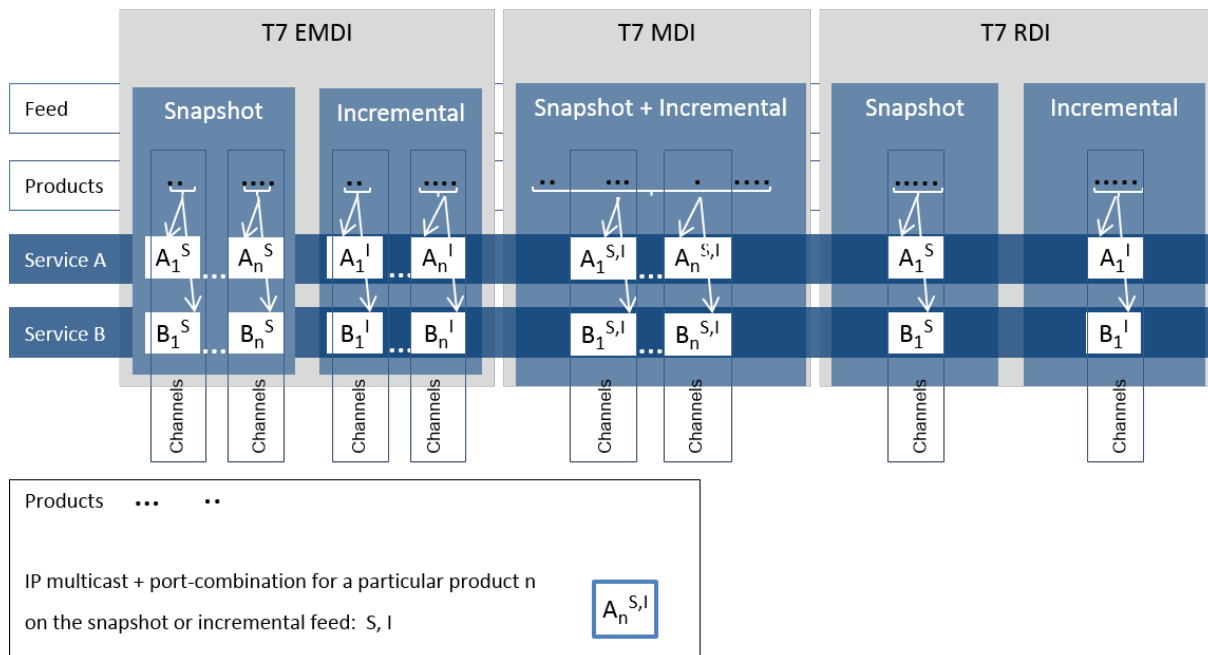 T7 EMDI T7 MDI T7 RDI
Feed Snapshot Incremental Snapshot + Incremental Snapshot Incremental
Products .. .... .. .... .. ... . .... ..... .....
Service A A₁ˢ ... Aₙˢ A₁ᴵ ... Aₙᴵ A₁ˢ,ᴵ ... Aₙˢ,ᴵ A₁ˢ A₁ᴵ
Service B B₁ˢ ... Bₙˢ B₁ᴵ ... Bₙᴵ B₁ˢ,ᴵ ... Bₙˢ,ᴵ B₁ˢ B₁ᴵ
Channels Channels Channels Channels Channels Channels Channels Channels
Products ... ..
IP multicast + port-combination for a particular product n
on the snapshot or incremental feed: S, I Aₙˢ,ᴵ